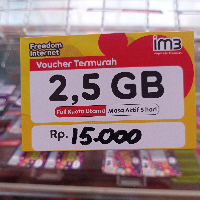 Freedom
Internet
im3
Voucher Termurah
2,5 GB
Full Kuota Utama Masa Aktif 5 hari
Rp. 15.000